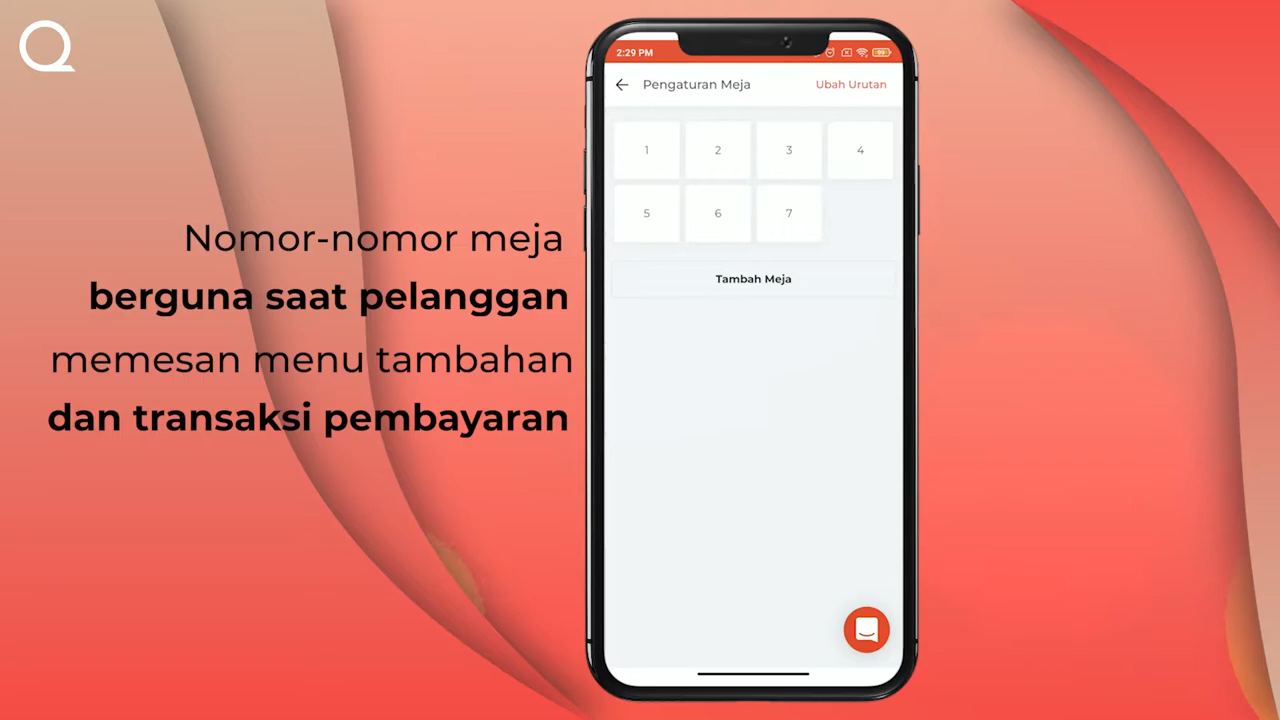 Nomor-nomor meja
berguna saat pelanggan
memesan menu tambahan
dan transaksi pembayaran
2:29 PM
99
Pengaturan Meja
Ubah Urutan
1 2 3 4
5 6 7
Tambah Meja